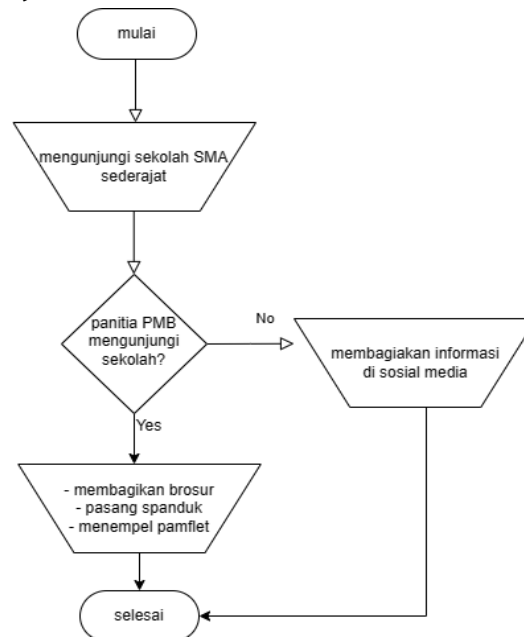 mulai
mengunjungi sekolah SMA
sederajat
panitia PMB
mengunjungi
sekolah?
No
membagiakan informasi
di sosial media
Yes
- membagikan brosur
- pasang spanduk
- menempel pamflet
selesai